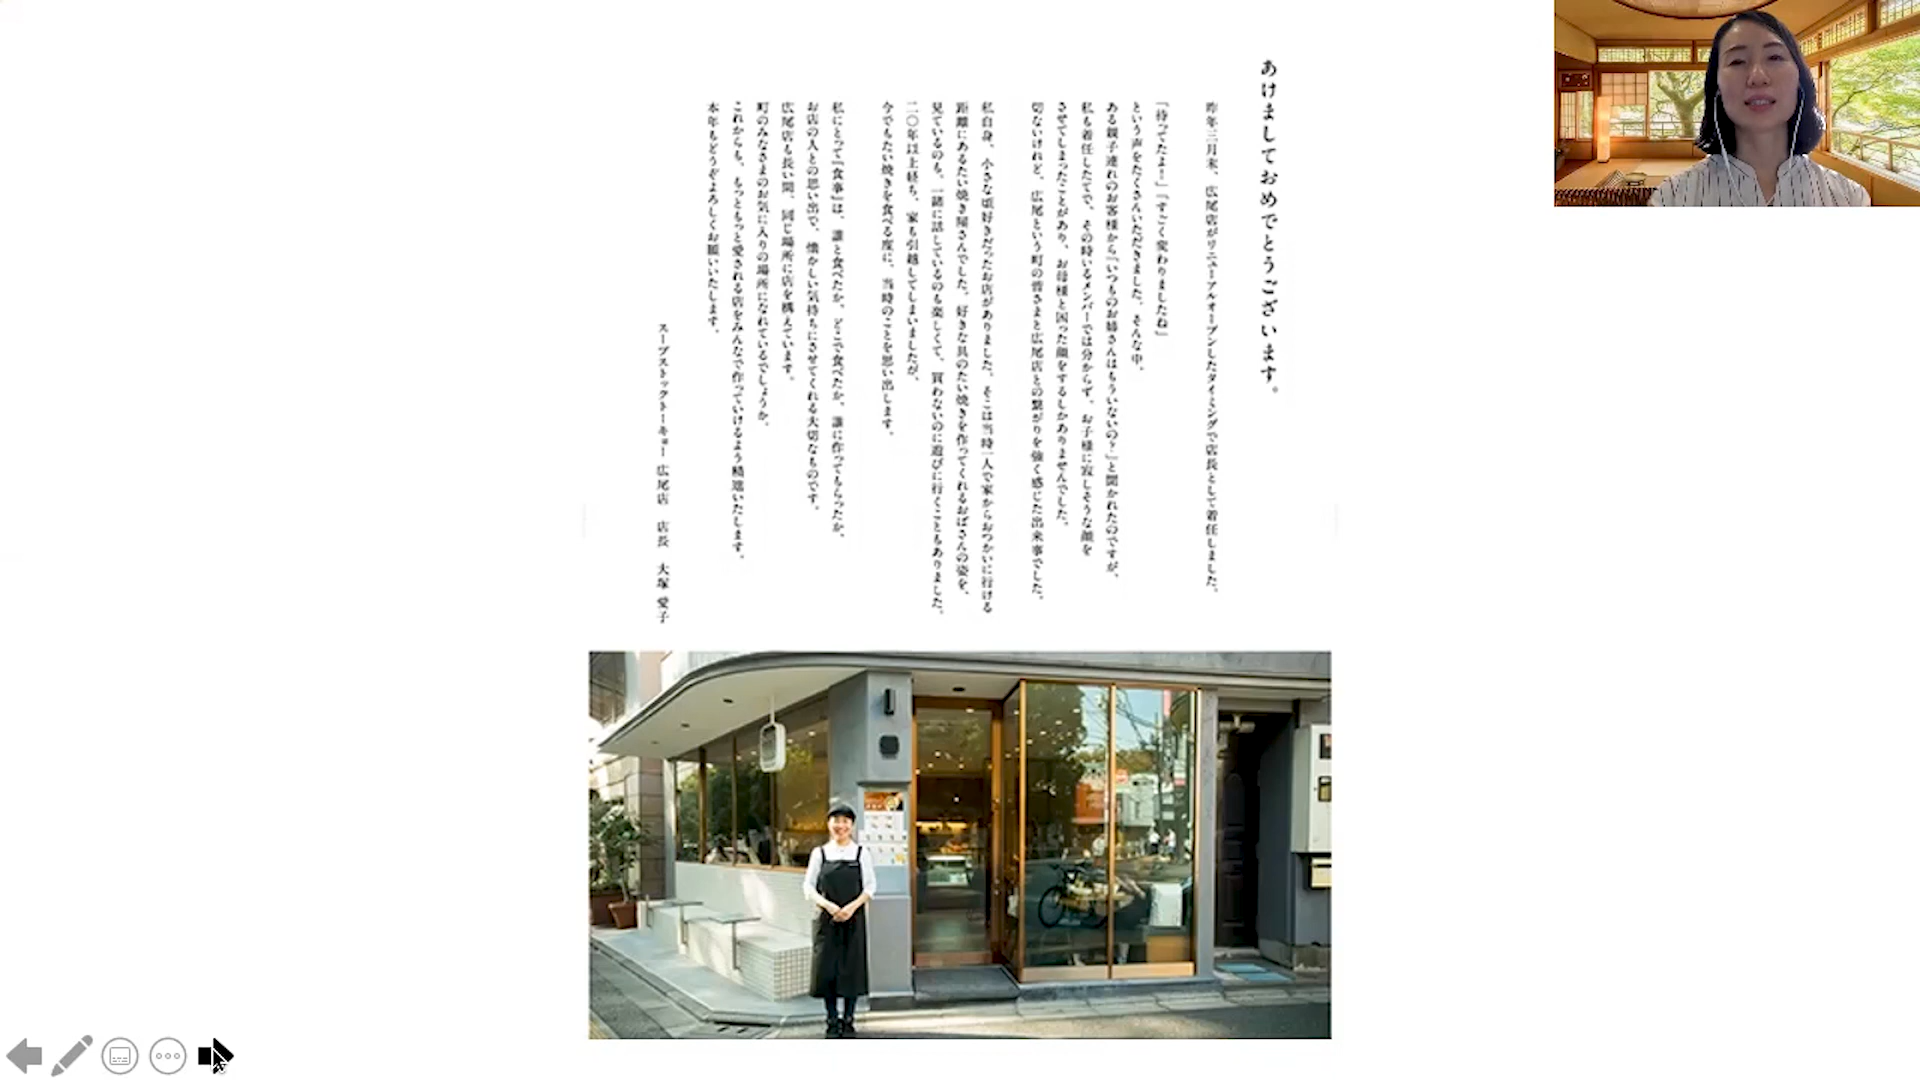 あけましておめでとうございます。
昨年三月末、広尾店がリニューアルオープンしたタイミングで店長として着任しました。
『待ってたよー』『すごく変わりましたね』
という声をたくさんいただきました。そんな中、
ある親子連れのお客様から『いつものお姉さんはもういないの?』と聞かれたのですが、
私も着任したてで、その時いるメンバーでは分からず、お子様に寂しそうな顔を
させてしまったことがあり、お母様と困った顔をするしかありませんでした。
切ないけれど、広尾という町の皆さまと広尾店との繋がりを強く感じた出来事でした。
私自身、小さな頃好きだったお店がありました。そこは当時一人で家からおつかいに行ける
距離にあるたい焼き屋さんでした。好きな具のたい焼きを作ってくれるおばさんの姿を、
見ているのも、一緒に話しているのも楽しくて、買わないのに遊びに行くこともありました。
二〇年以上経ち、家も引越してしまいましたが、
今でもたい焼きを食べる度に、当時のことを思い出します。
私にとって『食事』は、誰と食べたか、どこで食べたか、誰に作ってもらったか、
お店の人との思い出で、懐かしい気持ちにさせてくれる大切なものです。
広尾店も長い間、同じ場所に店を構えています。
町のみなさまのお気に入りの場所になれているでしょうか。
これからも、もっともっと愛される店をみんなで作っていけるよう精進いたします。
本年もどうぞよろしくお願いいたします。
スープストックトーキョー 広尾店 店長 大塚 愛子